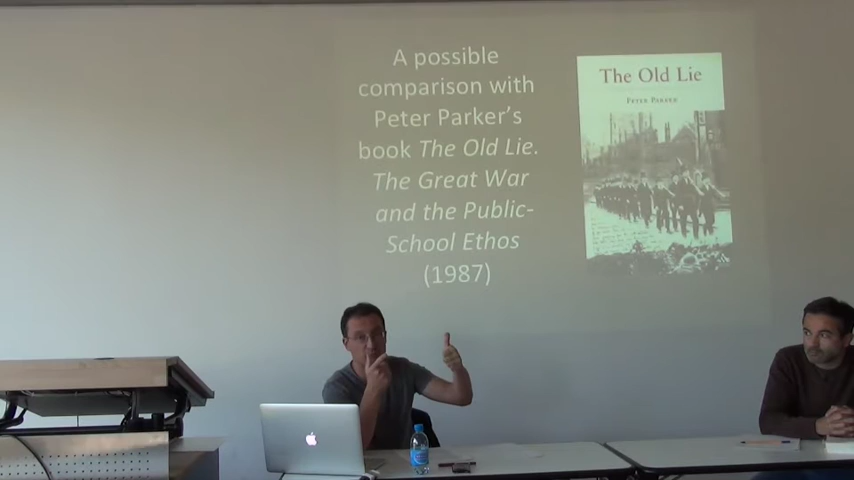 A possible
comparison with
Peter Parker's
book The Old Lie.
The Great War
and the Public-
School Ethos
(1987)
The Old Lie
PETER PARKER